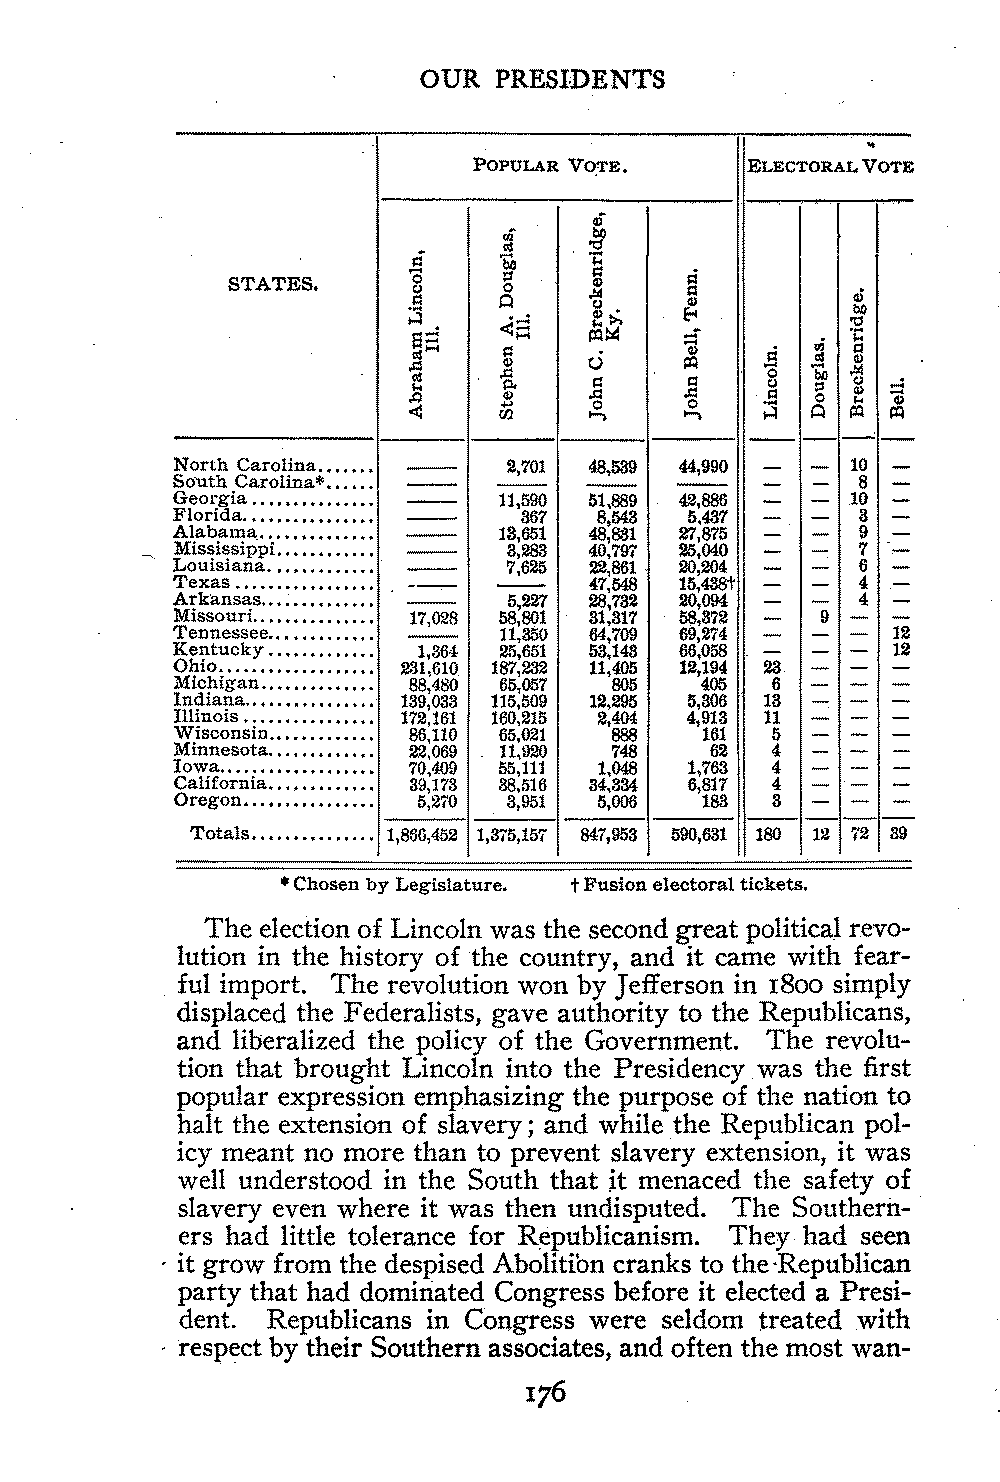 OUR PRESIDENTS
STATES. POPULAR VOTE. ELECTORAL VOTE
Abraham Lincoln, Ill. Stephen A. Douglas, Ill. John C. Breckenridge, Ky. John Bell, Tenn. Lincoln. Douglas. Breckenridge. Bell.
North Carolina....... —— 2,701 48,539 44,990 — — 10 —
South Carolina*...... —— —— —— —— — — 8 —
Georgia............... —— 11,590 51,889 42,886 — — 10 —
Florida................ —— 367 8,543 5,437 — — 3 —
Alabama.............. —— 13,651 48,831 27,875 — — 9 —
Mississippi............ —— 3,283 40,797 25,040 — — 7 —
Louisiana............. —— 7,625 22,861 20,204 — — 6 —
Texas................. —— —— 47,548 15,438† — — 4 —
Arkansas.............. —— 5,227 28,732 20,094 — — 4 —
Missouri............... 17,028 58,801 31,317 58,372 — 9 — —
Tennessee............. —— 11,350 64,709 69,274 — — — 12
Kentucky............. 1,364 25,651 53,143 66,058 — — — 12
Ohio................... 231,610 187,232 11,405 12,194 23 — — —
Michigan.............. 88,480 65,057 805 405 6 — — —
Indiana................ 139,033 115,509 12,295 5,306 13 — — —
Illinois................ 172,161 160,215 2,404 4,913 11 — — —
Wisconsin............. 86,110 65,021 888 161 5 — — —
Minnesota............. 22,069 11,920 748 62 4 — — —
Iowa................... 70,409 55,111 1,048 1,763 4 — — —
California............. 39,173 38,516 34,334 6,817 4 — — —
Oregon................ 5,270 3,951 5,006 183 3 — — —
Totals............... 1,866,452 1,375,157 847,953 590,631 180 12 72 39
*Chosen by Legislature. †Fusion electoral tickets.
The election of Lincoln was the second great political revo-
lution in the history of the country, and it came with fear-
ful import. The revolution won by Jefferson in 1800 simply
displaced the Federalists, gave authority to the Republicans,
and liberalized the policy of the Government. The revolu-
tion that brought Lincoln into the Presidency was the first
popular expression emphasizing the purpose of the nation to
halt the extension of slavery; and while the Republican pol-
icy meant no more than to prevent slavery extension, it was
well understood in the South that it menaced the safety of
slavery even where it was then undisputed. The Southern-
ers had little tolerance for Republicanism. They had seen
it grow from the despised Abolition cranks to the Republican
party that had dominated Congress before it elected a Presi-
dent. Republicans in Congress were seldom treated with
respect by their Southern associates, and often the most wan-
176